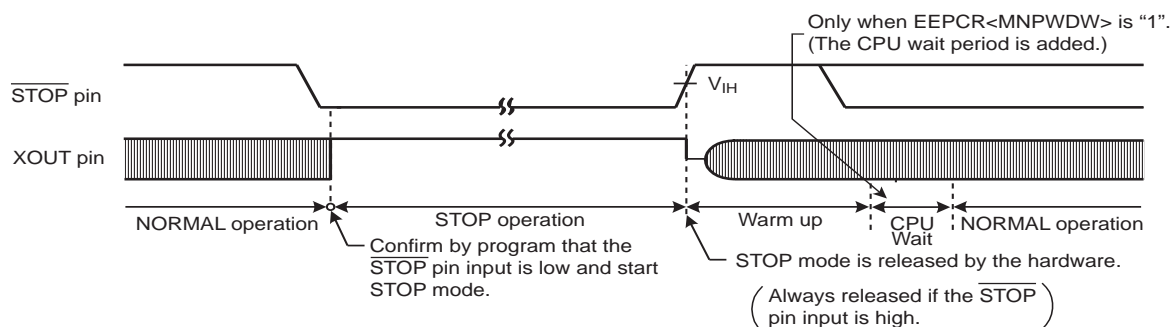 Only when EEPCR<MNPWDW> is “1”.
(The CPU wait period is added.)
STOP pin
VIH
XOUT pin
NORMAL operation
STOP operation
Warm up
CPU
Wait
NORMAL operation
Confirm by program that the
STOP pin input is low and start
STOP mode.
STOP mode is released by the hardware.
(Always released if the STOP
pin input is high.)